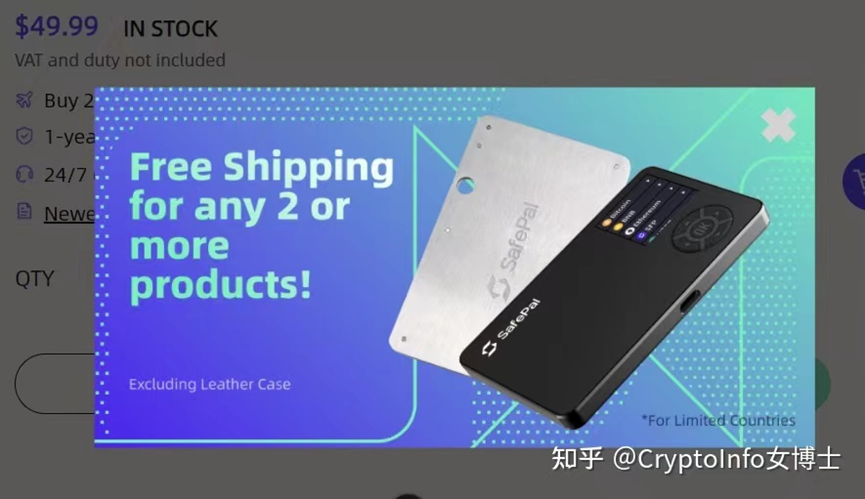 $49.99 IN STOCK
VAT and duty not included
Buy 2
1-yea
24/7
Newe
QTY
Free Shipping
for any 2 or
more
products!
Excluding Leather Case
SafePal
Bitcoin
BNB
Ethereum
SFP
OK
SafePal
*For Limited Countries
知乎 @CryptoInfo女博士